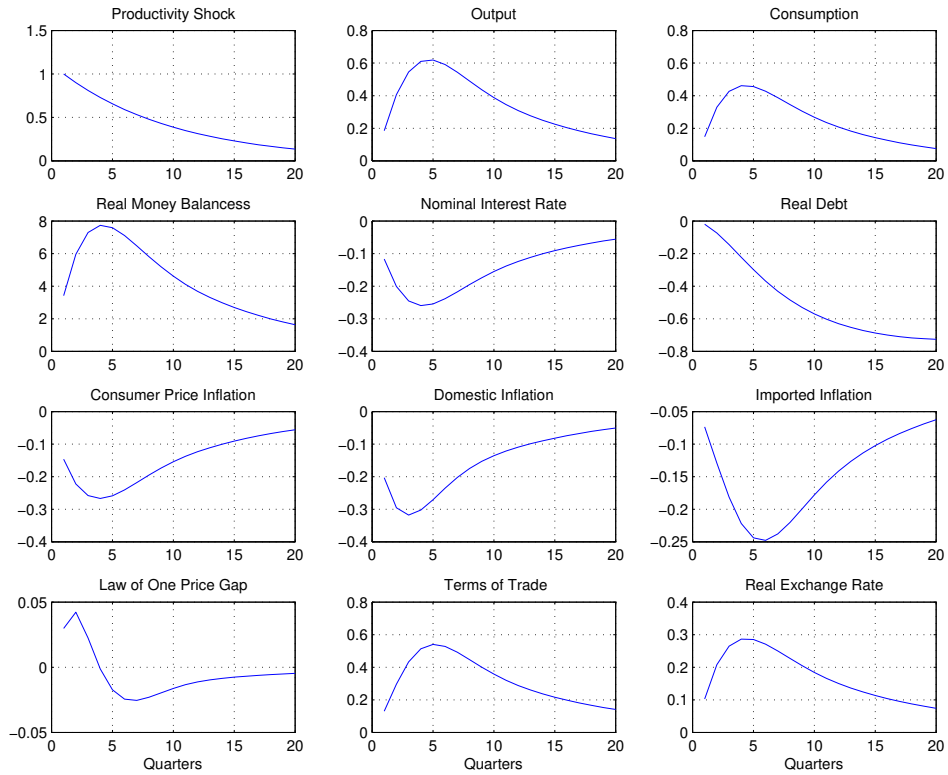 Productivity Shock
1.5
1
0.5
0
0 5 10 15 20
Output
0.8
0.6
0.4
0.2
0
0 5 10 15 20
Consumption
0.8
0.6
0.4
0.2
0
0 5 10 15 20
Real Money Balancess
8
6
4
2
0
0 5 10 15 20
Nominal Interest Rate
0
−0.1
−0.2
−0.3
−0.4
0 5 10 15 20
Real Debt
0
−0.2
−0.4
−0.6
−0.8
0 5 10 15 20
Consumer Price Inflation
0
−0.1
−0.2
−0.3
−0.4
0 5 10 15 20
Domestic Inflation
0
−0.1
−0.2
−0.3
−0.4
0 5 10 15 20
Imported Inflation
−0.05
−0.1
−0.15
−0.2
−0.25
0 5 10 15 20
Law of One Price Gap
0.05
0
−0.05
0 5 10 15 20
Quarters
Terms of Trade
0.8
0.6
0.4
0.2
0
0 5 10 15 20
Quarters
Real Exchange Rate
0.4
0.3
0.2
0.1
0
0 5 10 15 20
Quarters